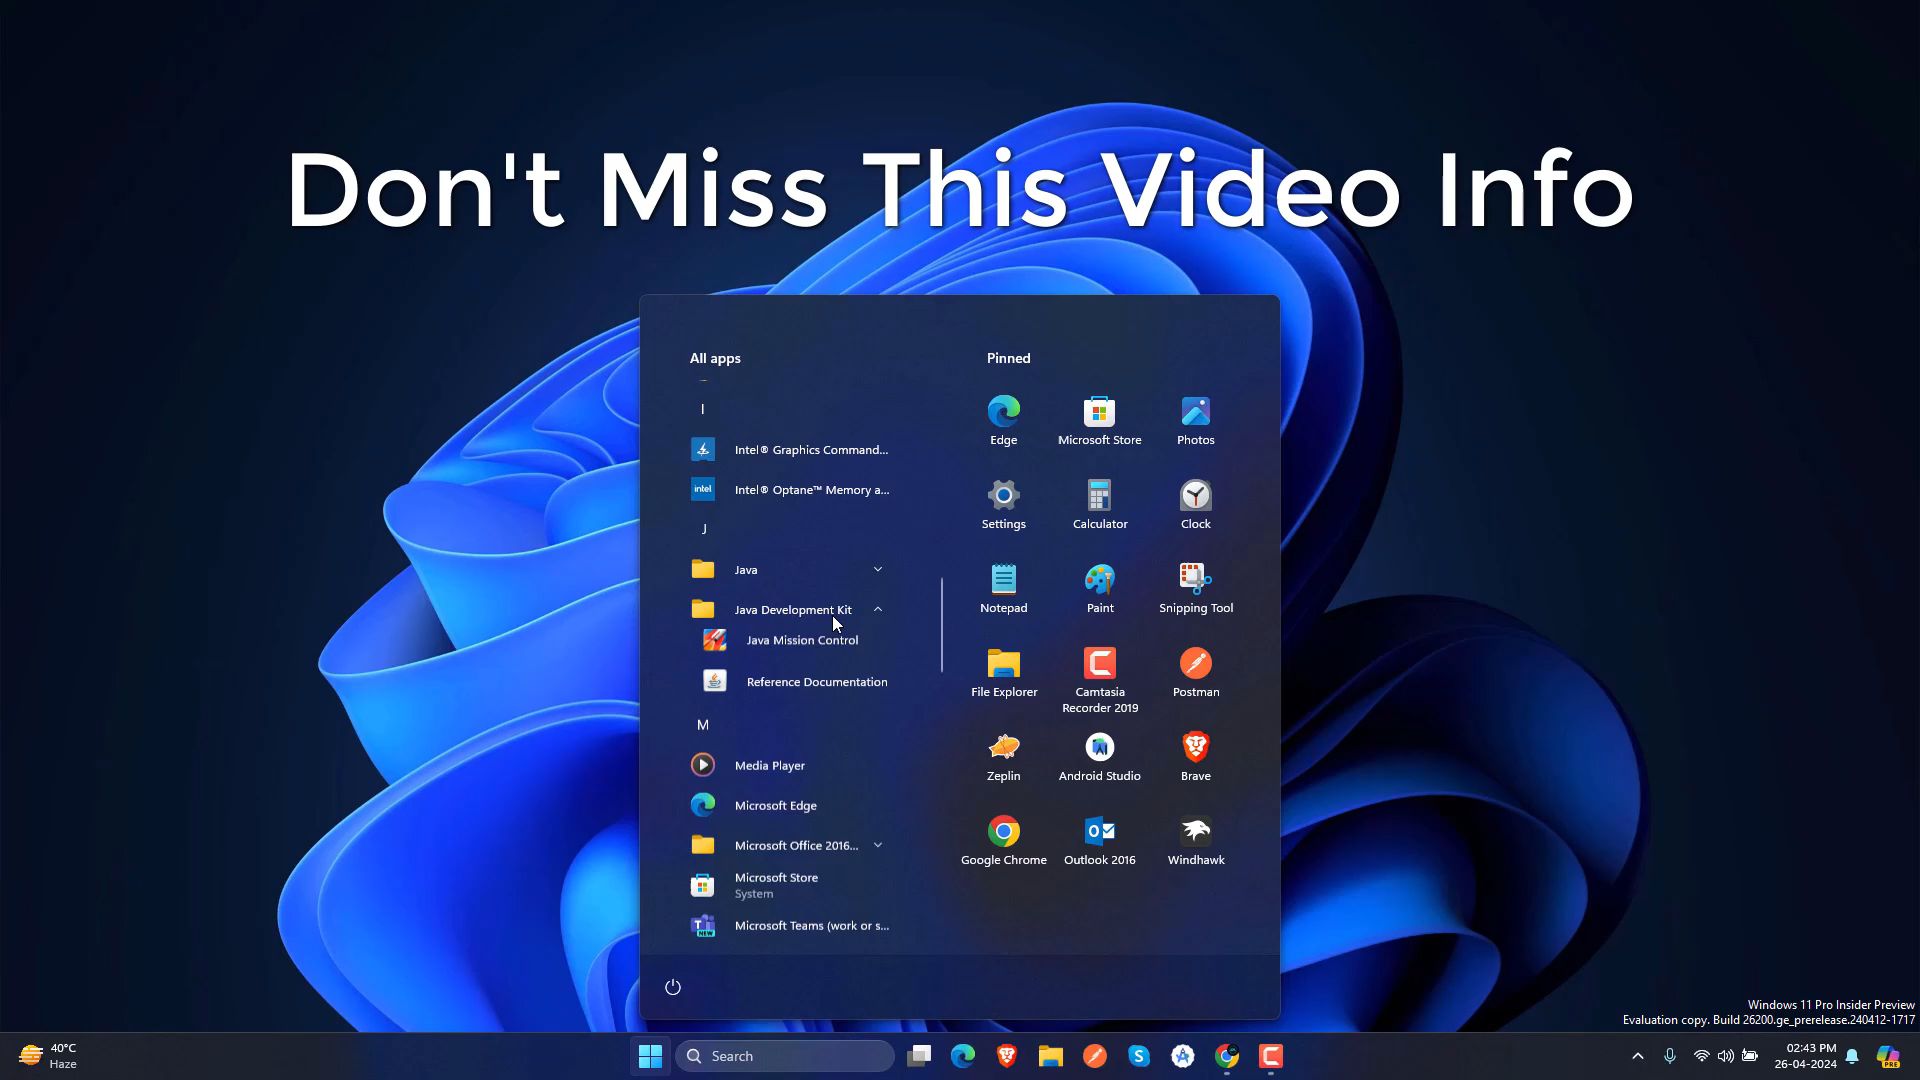 Don't Miss This Video Info
All apps
I
Intel® Graphics Command...
intel
Intel® Optane™ Memory a...
J
Java
Java Development Kit
Java Mission Control
Reference Documentation
M
Media Player
Microsoft Edge
Microsoft Office 2016...
Microsoft Store
System
Microsoft Teams (work or s...
NEW
Pinned
Edge
Microsoft Store
Photos
Settings
Calculator
Clock
Notepad
Paint
Snipping Tool
File Explorer
Camtasia
Recorder 2019
Postman
Zeplin
Android Studio
Brave
Google Chrome
Outlook 2016
Windhawk
Windows 11 Pro Insider Preview
Evaluation copy. Build 26200.ge_prerelease.240412-1717
40°C
Haze
Search
02:43 PM
26-04-2024
PRE